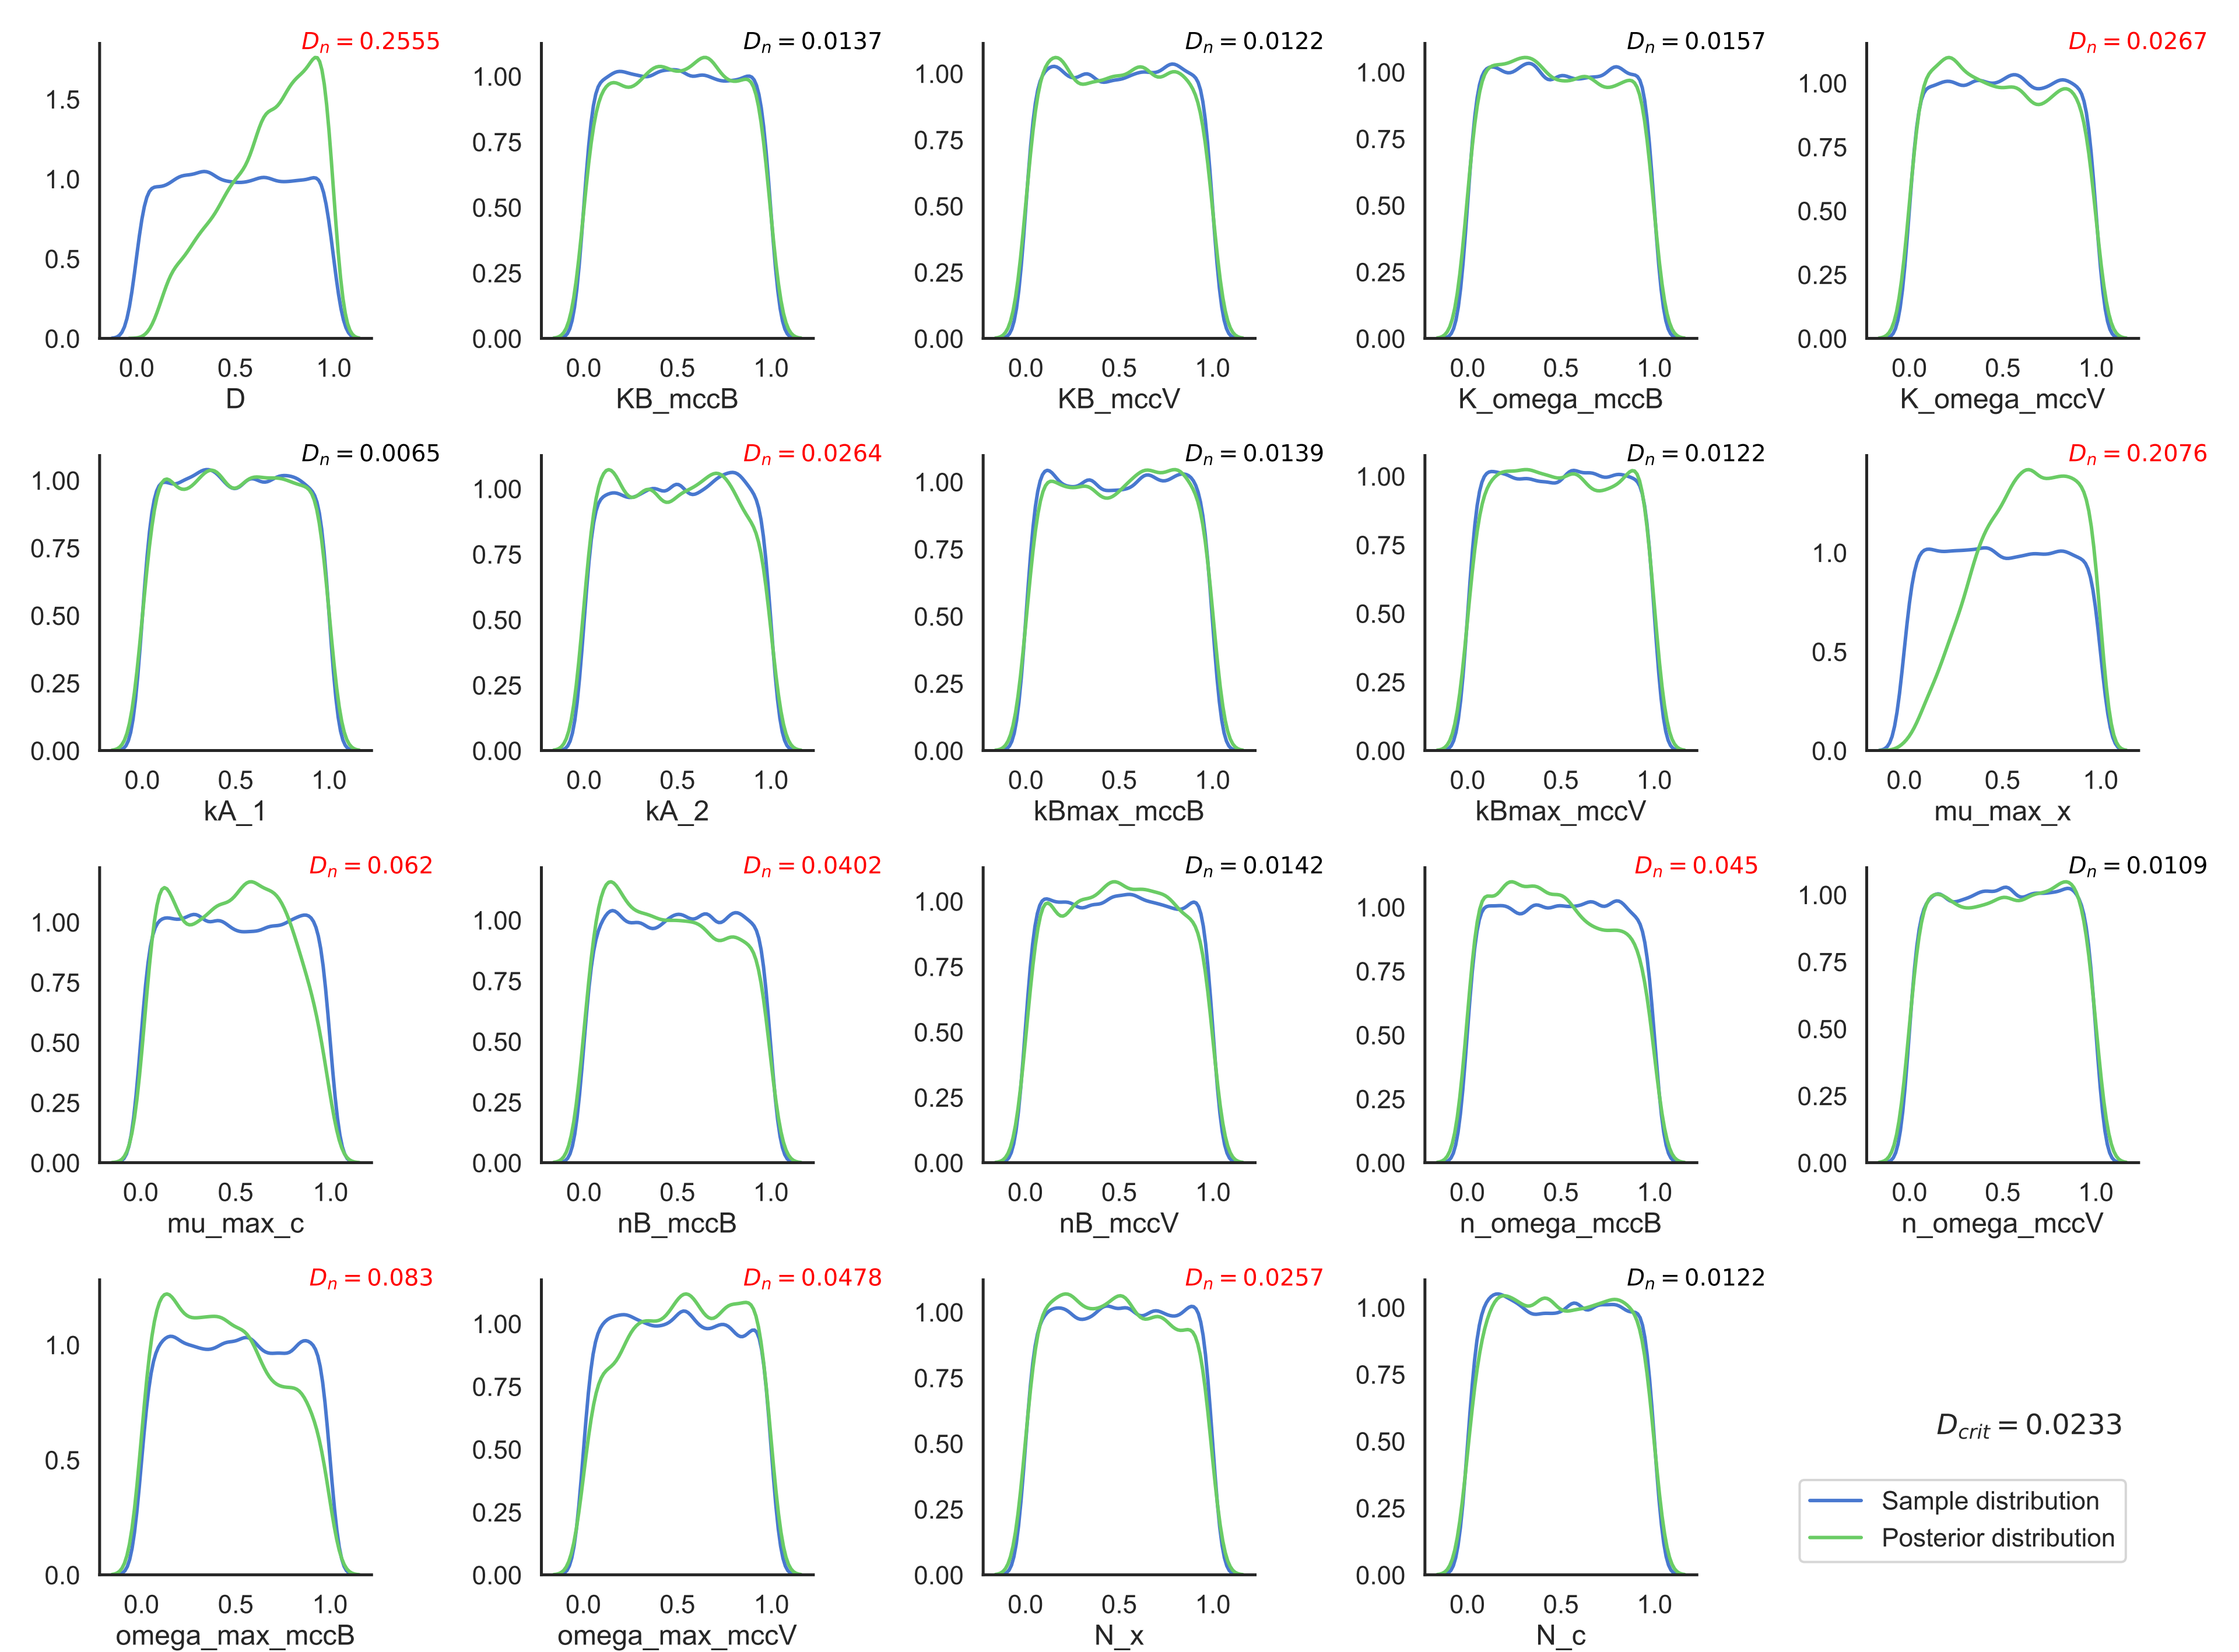 D_n = 0.2555
1.5
1.0
0.5
0.0
0.0 0.5 1.0
D
D_n = 0.0137
1.00
0.75
0.50
0.25
0.00
0.0 0.5 1.0
KB_mccB
D_n = 0.0122
1.00
0.75
0.50
0.25
0.00
0.0 0.5 1.0
KB_mccV
D_n = 0.0157
1.00
0.75
0.50
0.25
0.00
0.0 0.5 1.0
K_omega_mccB
D_n = 0.0267
1.00
0.75
0.50
0.25
0.00
0.0 0.5 1.0
K_omega_mccV
D_n = 0.0065
1.00
0.75
0.50
0.25
0.00
0.0 0.5 1.0
kA_1
D_n = 0.0264
1.00
0.75
0.50
0.25
0.00
0.0 0.5 1.0
kA_2
D_n = 0.0139
1.00
0.75
0.50
0.25
0.00
0.0 0.5 1.0
kBmax_mccB
D_n = 0.0122
1.00
0.75
0.50
0.25
0.00
0.0 0.5 1.0
kBmax_mccV
D_n = 0.2076
1.0
0.5
0.0
0.0 0.5 1.0
mu_max_x
D_n = 0.062
1.00
0.75
0.50
0.25
0.00
0.0 0.5 1.0
mu_max_c
D_n = 0.0402
1.00
0.75
0.50
0.25
0.00
0.0 0.5 1.0
nB_mccB
D_n = 0.0142
1.00
0.75
0.50
0.25
0.00
0.0 0.5 1.0
nB_mccV
D_n = 0.045
1.00
0.75
0.50
0.25
0.00
0.0 0.5 1.0
n_omega_mccB
D_n = 0.0109
1.00
0.75
0.50
0.25
0.00
0.0 0.5 1.0
n_omega_mccV
D_n = 0.083
1.0
0.5
0.0
0.0 0.5 1.0
omega_max_mccB
D_n = 0.0478
1.00
0.75
0.50
0.25
0.00
0.0 0.5 1.0
omega_max_mccV
D_n = 0.0257
1.00
0.75
0.50
0.25
0.00
0.0 0.5 1.0
N_x
D_n = 0.0122
1.00
0.75
0.50
0.25
0.00
0.0 0.5 1.0
N_c
D_crit = 0.0233
Sample distribution
Posterior distribution